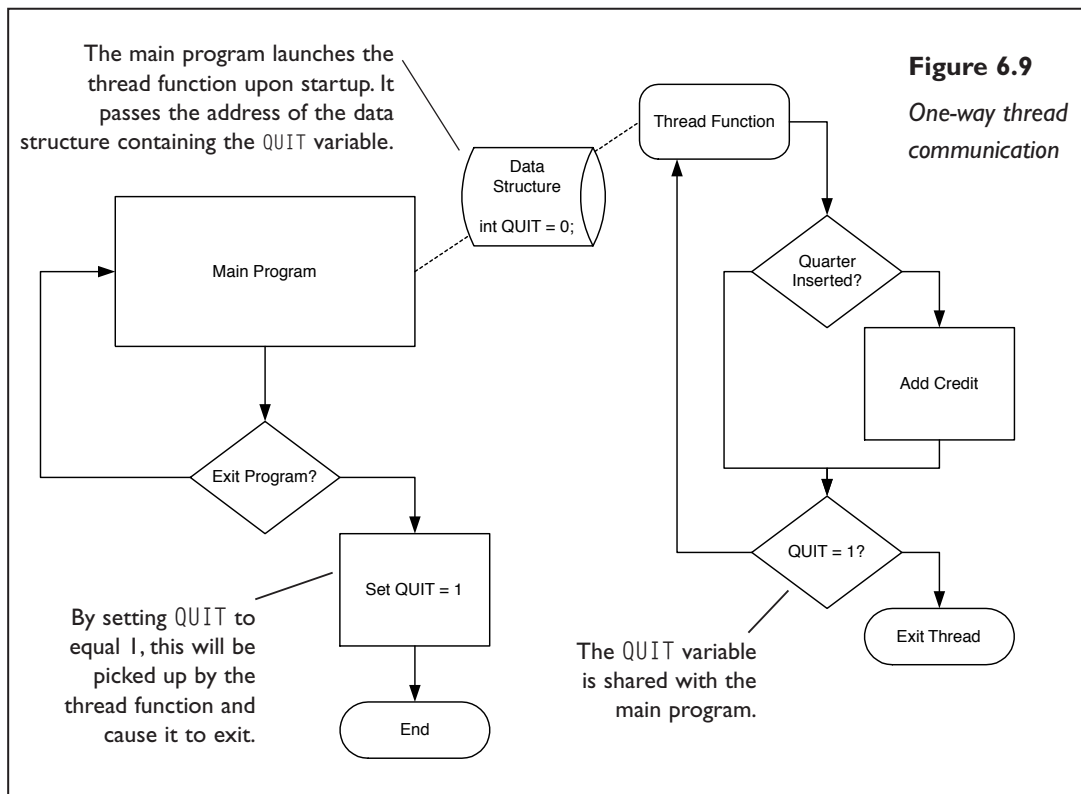 The main program launches the
thread function upon startup. It
passes the address of the data
structure containing the QUIT variable.
Figure 6.9
One-way thread
communication
Thread Function
Data
Structure
int QUIT = 0;
Main Program
Quarter
Inserted?
Add Credit
Exit Program?
QUIT = 1?
Set QUIT = 1
Exit Thread
By setting QUIT to
equal 1, this will be
picked up by the
thread function and
cause it to exit.
The QUIT variable
is shared with the
main program.
End